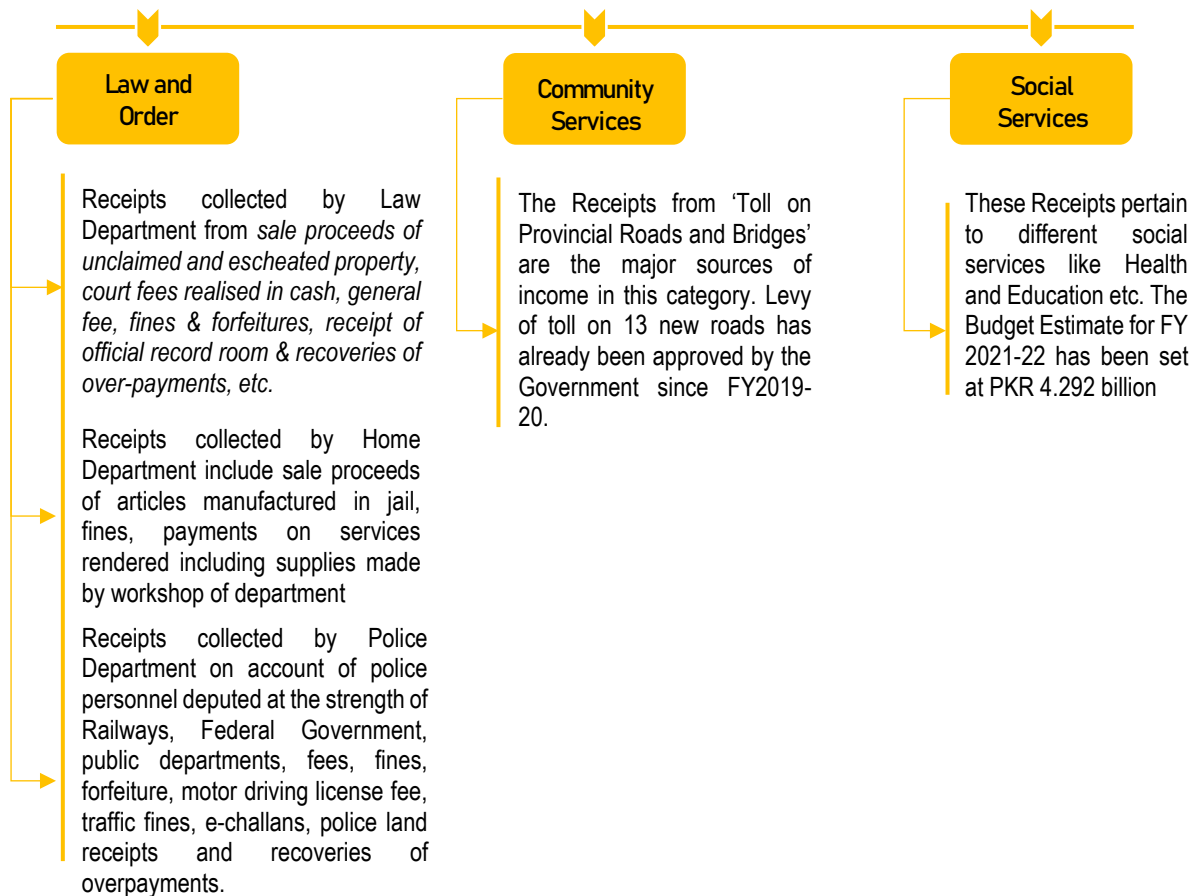 Law and
Order
Receipts collected by Law
Department from sale proceeds of
unclaimed and escheated property,
court fees realised in cash, general
fee, fines & forfeitures, receipt of
official record room & recoveries of
over-payments, etc.
Receipts collected by Home
Department include sale proceeds
of articles manufactured in jail,
fines, payments on services
rendered including supplies made
by workshop of department
Receipts collected by Police
Department on account of police
personnel deputed at the strength of
Railways, Federal Government,
public departments, fees, fines,
forfeiture, motor driving license fee,
traffic fines, e-challans, police land
receipts and recoveries of
overpayments.
Community
Services
The Receipts from ‘Toll on
Provincial Roads and Bridges’
are the major sources of
income in this category. Levy
of toll on 13 new roads has
already been approved by the
Government since FY2019-
20.
Social
Services
These Receipts pertain
to different social
services like Health
and Education etc. The
Budget Estimate for FY
2021-22 has been set
at PKR 4.292 billion